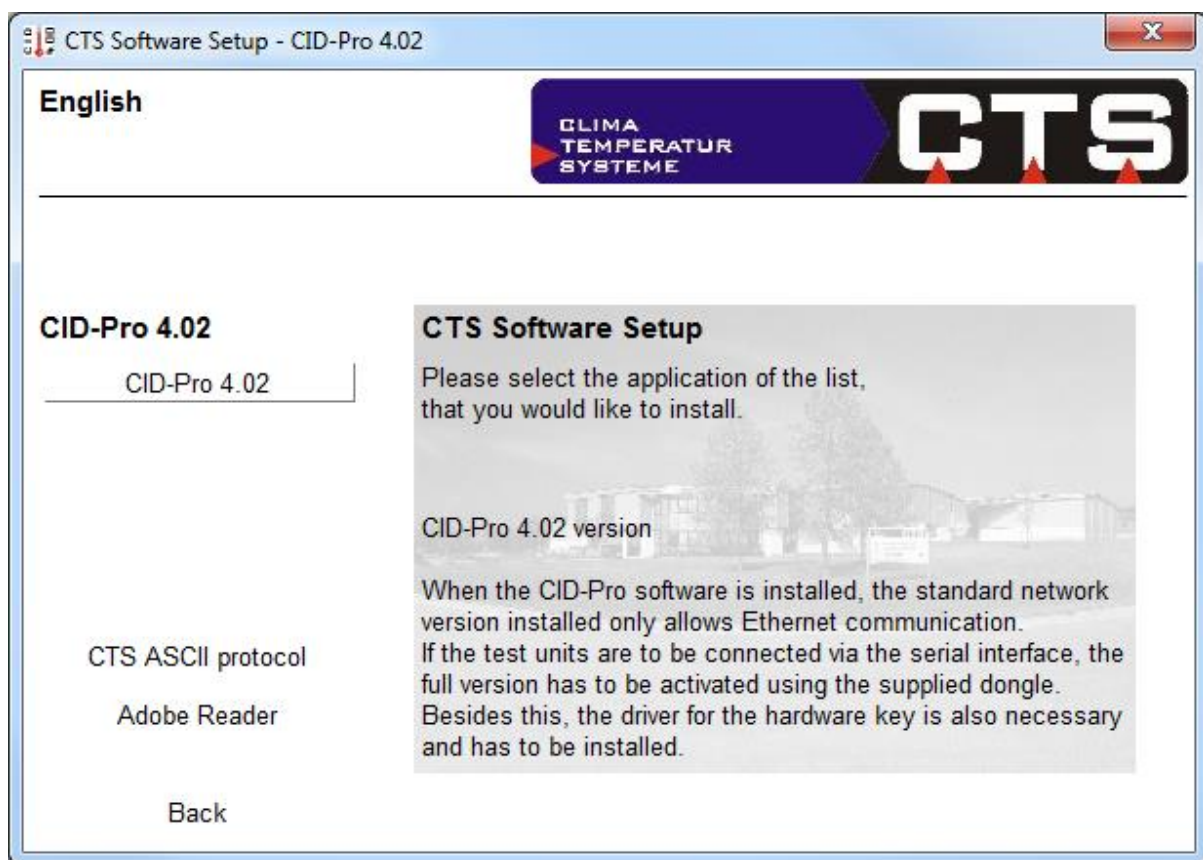 CTS Software Setup - CID-Pro 4.02
English
CLIMA
TEMPERATUR
SYSTEME
CTS
CID-Pro 4.02
CID-Pro 4.02
CTS ASCII protocol
Adobe Reader
Back
CTS Software Setup
Please select the application of the list,
that you would like to install.
CID-Pro 4.02 version
When the CID-Pro software is installed, the standard network
version installed only allows Ethernet communication.
If the test units are to be connected via the serial interface, the
full version has to be activated using the supplied dongle.
Besides this, the driver for the hardware key is also necessary
and has to be installed.